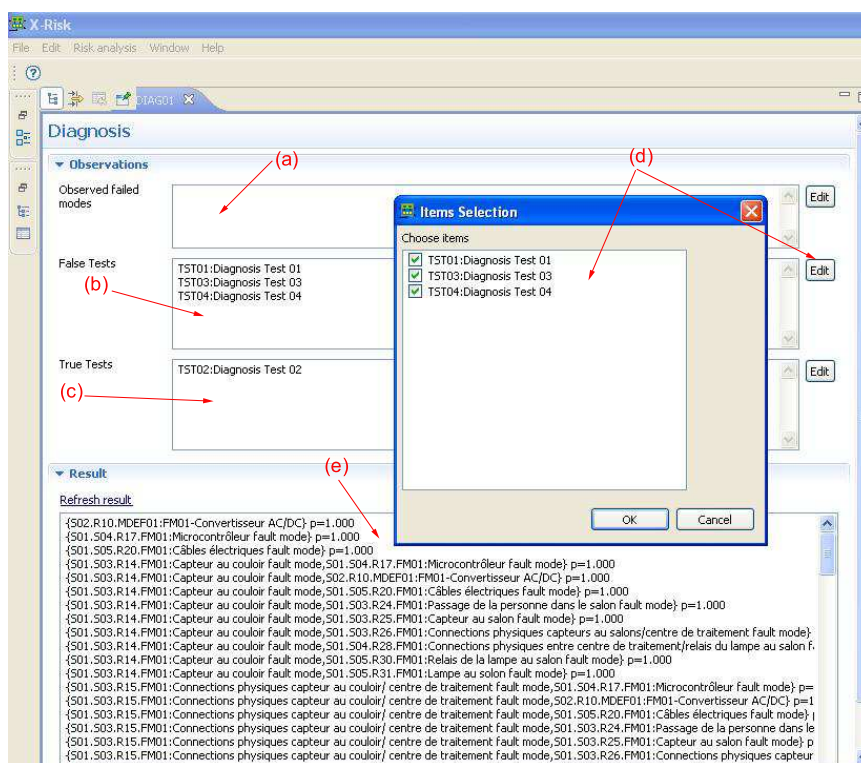 X-Risk
File Edit Risk analysis Window Help
DIAG01
Diagnosis
Observations
(a)
(d)
Observed failed
modes
Edit
Items Selection
Choose items
TST01:Diagnosis Test 01
TST03:Diagnosis Test 03
TST04:Diagnosis Test 04
OK Cancel
False Tests
(b)
TST01:Diagnosis Test 01
TST03:Diagnosis Test 03
TST04:Diagnosis Test 04
Edit
True Tests
(c)
TST02:Diagnosis Test 02
Edit
Result
(e)
Refresh result
{S02.R10.MDEF01:FM01-Convertisseur AC/DC} p=1.000
{S01.S04.R17.FM01:Microcontrôleur fault mode} p=1.000
{S01.S05.R20.FM01:Câbles électriques fault mode} p=1.000
{S01.S03.R14.FM01:Capteur au couloir fault mode,S01.S04.R17.FM01:Microcontrôleur fault mode} p=1.000
{S01.S03.R14.FM01:Capteur au couloir fault mode,S02.R10.MDEF01:FM01-Convertisseur AC/DC} p=1.000
{S01.S03.R14.FM01:Capteur au couloir fault mode,S01.S05.R20.FM01:Câbles électriques fault mode} p=1.000
{S01.S03.R14.FM01:Capteur au couloir fault mode,S01.S03.R24.FM01:Passage de la personne dans le salon fault mode} p=1.000
{S01.S03.R14.FM01:Capteur au couloir fault mode,S01.S03.R25.FM01:Capteur au salon fault mode} p=1.000
{S01.S03.R14.FM01:Capteur au couloir fault mode,S01.S03.R26.FM01:Connections physiques capteurs au salons/centre de traitement fault mode}
{S01.S03.R14.FM01:Capteur au couloir fault mode,S01.S04.R28.FM01:Connections physiques entre centre de traitement/relais du lampe au salon f
{S01.S03.R14.FM01:Capteur au couloir fault mode,S01.S05.R30.FM01:Relais de la lampe au salon fault mode} p=1.000
{S01.S03.R14.FM01:Capteur au couloir fault mode,S01.S05.R31.FM01:Lampe au solon fault mode} p=1.000
{S01.S03.R15.FM01:Connections physiques capteur au couloir/ centre de traitement fault mode,S01.S04.R17.FM01:Microcontrôleur fault mode} p=
{S01.S03.R15.FM01:Connections physiques capteur au couloir/ centre de traitement fault mode,S02.R10.MDEF01:FM01-Convertisseur AC/DC} p=1
{S01.S03.R15.FM01:Connections physiques capteur au couloir/ centre de traitement fault mode,S01.S05.R20.FM01:Câbles électriques fault mode}
{S01.S03.R15.FM01:Connections physiques capteur au couloir/ centre de traitement fault mode,S01.S03.R24.FM01:Passage de la personne dans le
{S01.S03.R15.FM01:Connections physiques capteur au couloir/ centre de traitement fault mode,S01.S03.R25.FM01:Capteur au salon fault mode} p
{S01.S03.R15.FM01:Connections physiques capteur au couloir/ centre de traitement fault mode,S01.S03.R26.FM01:Connections physiques capteur